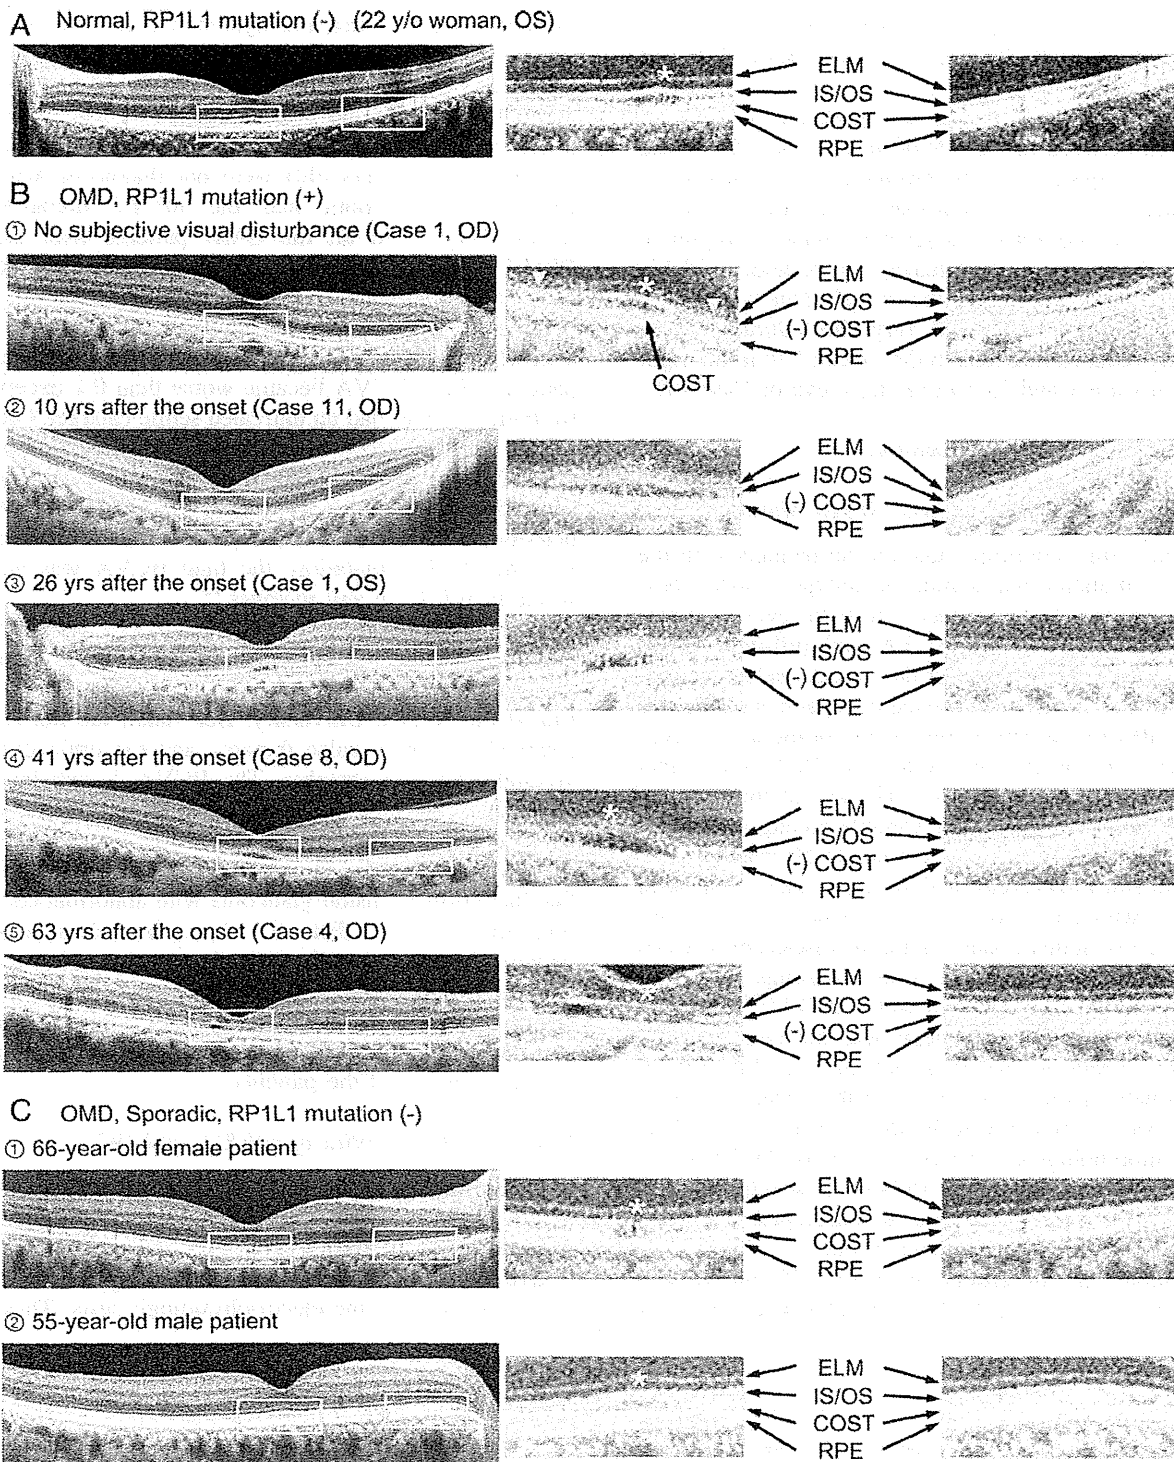 A Normal, RP1L1 mutation (-) (22 y/o woman, OS)
ELM
IS/OS
COST
RPE
B OMD, RP1L1 mutation (+)
① No subjective visual disturbance (Case 1, OD)
ELM
IS/OS
(-) COST
RPE
COST
② 10 yrs after the onset (Case 11, OD)
ELM
IS/OS
(-) COST
RPE
③ 26 yrs after the onset (Case 1, OS)
ELM
IS/OS
(-) COST
RPE
④ 41 yrs after the onset (Case 8, OD)
ELM
IS/OS
(-) COST
RPE
⑤ 63 yrs after the onset (Case 4, OD)
ELM
IS/OS
(-) COST
RPE
C OMD, Sporadic, RP1L1 mutation (-)
① 66-year-old female patient
ELM
IS/OS
COST
RPE
② 55-year-old male patient
ELM
IS/OS
COST
RPE